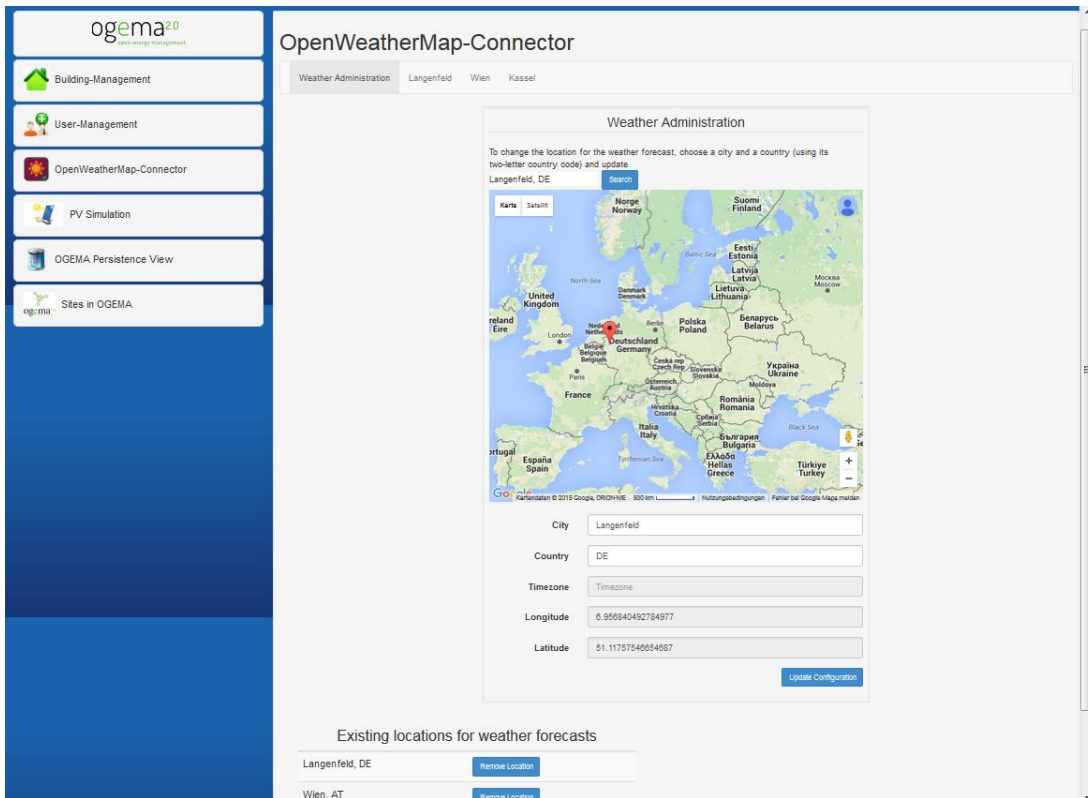 ogema 2.0
open energy management
Building-Management
User-Management
OpenWeatherMap-Connector
PV Simulation
OGEMA Persistence View
ogema
Sites in OGEMA
OpenWeatherMap-Connector
Weather Administration Langenfeld Wien Kassel
Weather Administration
To change the location for the weather forecast, choose a city and a country (using its
two-letter country code) and update
Langenfeld, DE Search
Karte Satellit
Norge
Norway
Suomi
Finland
Baltic Sea
Eesti
Estonia
Latvija
Latvia
Москва
Moscow
North Sea
Danmark
Denmark
Lietuva
Lithuania
United
Kingdom
reland
Éire
London
Berlin
Polska
Poland
Беларусь
Belarus
Deutschland
Germany
België
Belgique
Belgium
Česká rep
Czech Rep
Slovensko
Slovakia
Україна
Ukraine
Paris
Österreich
Austria
Moldova
France
România
Romania
Hrvatska
Croatia
Србија
Serbia
Italia
Italy
Black Sea
България
Bulgaria
ortugal
España
Spain
Tyrrhenian Sea
Ελλάδα
Hellas
Greece
Türkiye
Turkey
Kartendaten © 2015 Google, ORION-ME 500 km Nutzungsbedingungen Fehler bei Google Maps melden
City Langenfeld
Country DE
Timezone Timezone
Longitude 6.956840492784977
Latitude 51.11757546654687
Update Configuration
Existing locations for weather forecasts
Langenfeld, DE Remove Location
Wien, AT Remove Location